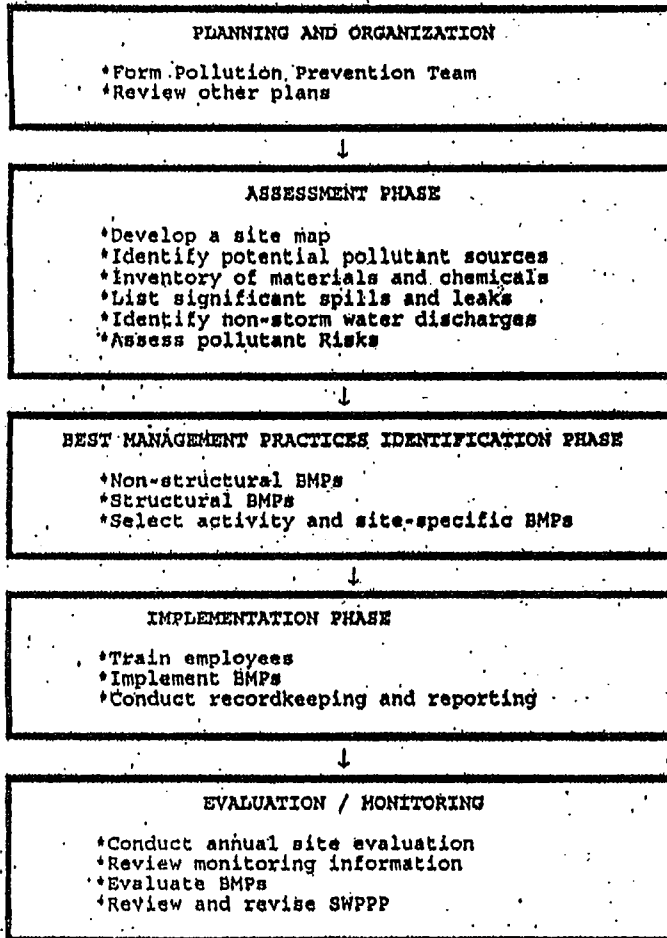 PLANNING AND ORGANIZATION
*Form Pollution Prevention Team
*Review other plans
↓
ASSESSMENT PHASE
*Develop a site map
*Identify potential pollutant sources
*Inventory of materials and chemicals
*List significant spills and leaks
*Identify non-storm water discharges
*Assess pollutant Risks
↓
BEST MANAGEMENT PRACTICES IDENTIFICATION PHASE
*Non-structural BMPs
*Structural BMPs
*Select activity and site-specific BMPs
↓
IMPLEMENTATION PHASE
*Train employees
*Implement BMPs
*Conduct recordkeeping and reporting
↓
EVALUATION / MONITORING
*Conduct annual site evaluation
*Review monitoring information
*Evaluate BMPs
*Review and revise SWPPP